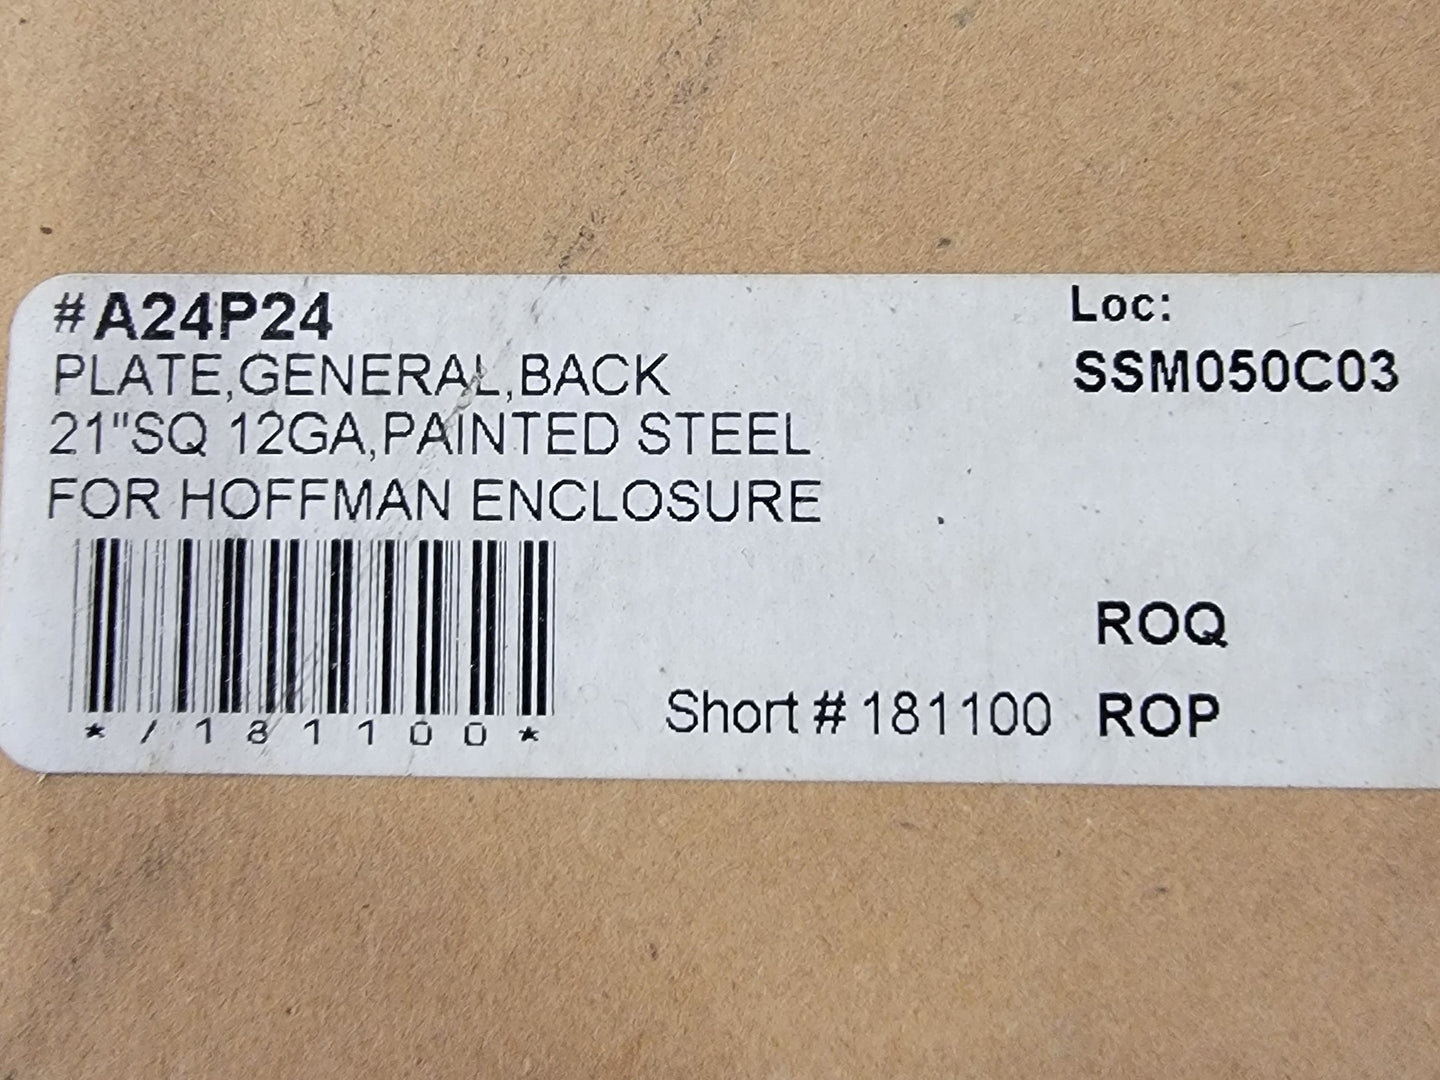 #A24P24
PLATE,GENERAL,BACK
21"SQ 12GA,PAINTED STEEL
FOR HOFFMAN ENCLOSURE
*/181100*
Loc:
SSM050C03
ROQ
Short # 181100 ROP